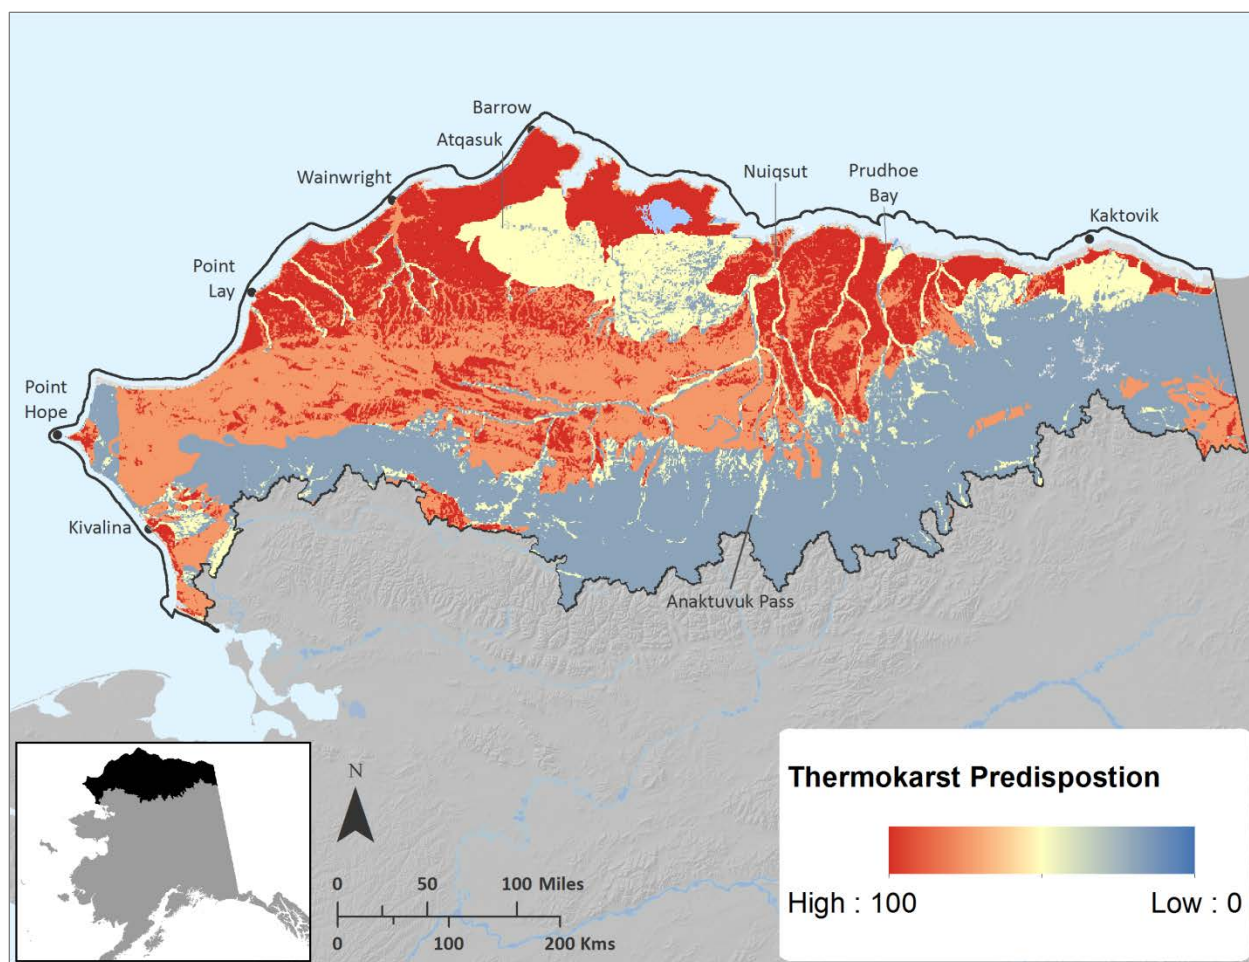 Barrow
Atqasuk
Wainwright
Nuiqsut
Prudhoe
Bay
Kaktovik
Point
Lay
Point
Hope
Kivalina
Anaktuvuk Pass
N
0 50 100 Miles
0 100 200 Kms
Thermokarst Predispostion
High : 100 Low : 0